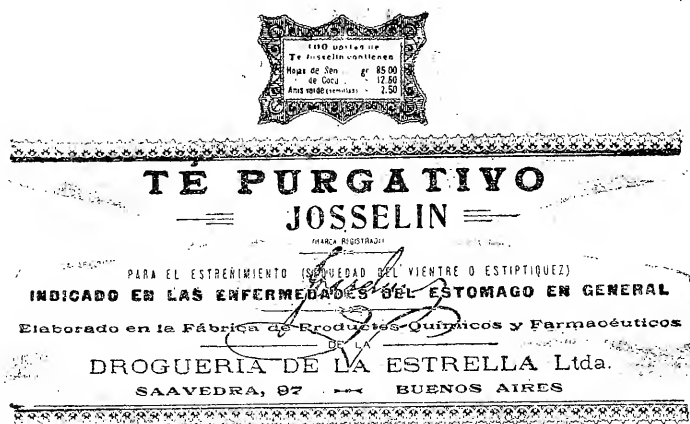 100 partes de
Te Josselin contienen
Hojas de Sen gr 85.00
" de Coca " 12.50
Anis verde (semillas) " 2.50
TÉ PURGATIVO
JOSSELIN
(MARCA REGISTRADA)
PARA EL ESTREÑIMIENTO (SEQUEDAD DEL VIENTRE O ESTIPTIQUEZ)
INDICADO EN LAS ENFERMEDADES DEL ESTOMAGO EN GENERAL
Josselin
Elaborado en la Fábrica de Productos Químicos y Farmacéuticos
DE LA
DROGUERIA DE LA ESTRELLA Ltda.
SAAVEDRA, 97 BUENOS AIRES